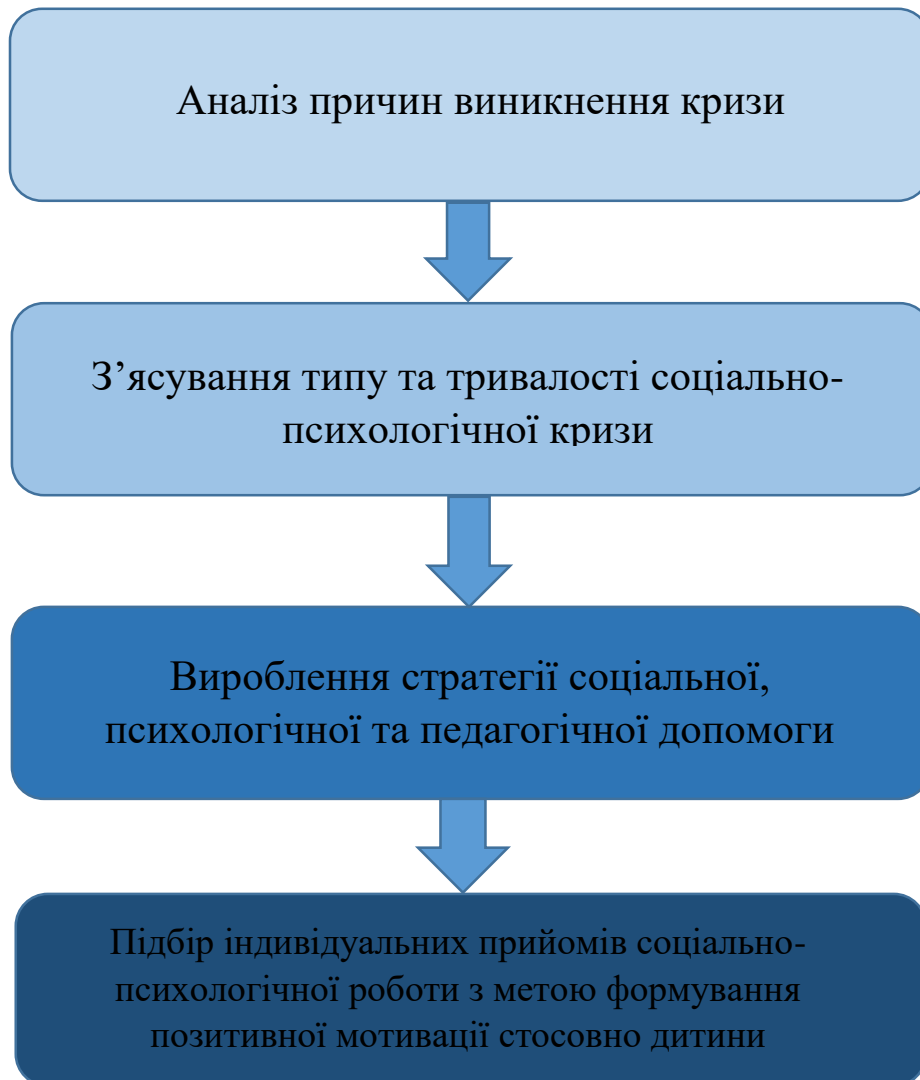 Аналіз причин виникнення кризи
З’ясування типу та тривалості соціально-
психологічної кризи
Вироблення стратегії соціальної,
психологічної та педагогічної допомоги
Підбір індивідуальних прийомів соціально-
психологічної роботи з метою формування
позитивної мотивації стосовно дитини